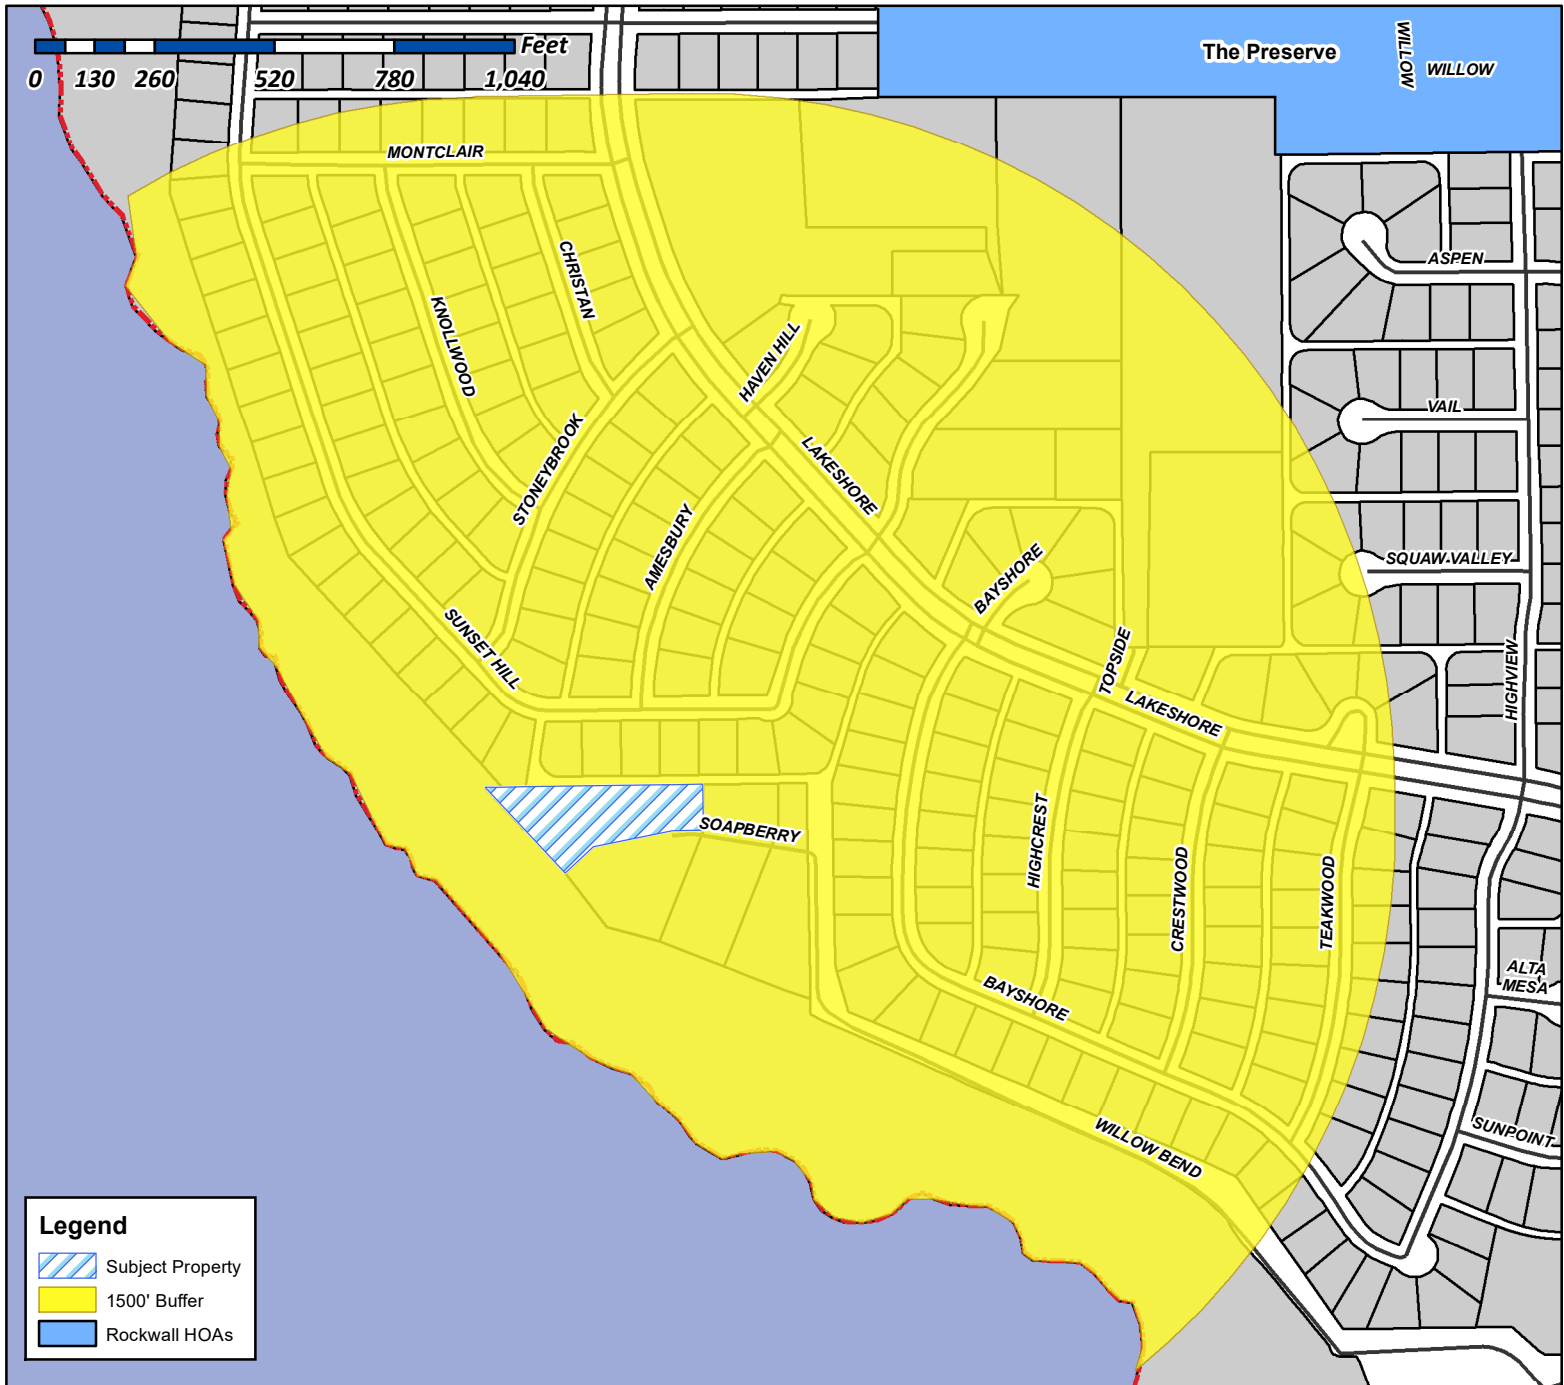 Feet
0 130 260 520 780 1,040
The Preserve
WILLOW
WILLOW
MONTCLAIR
ASPEN
CHRISTAN
KNOLLWOOD
HAVEN HILL
VAIL
STONEYBROOK
LAKESHORE
AMESBURY
BAYSHORE
SQUAW VALLEY
SUNSET HILL
TOPSIDE
LAKESHORE
HIGHVIEW
SOAPBERRY
HIGHCREST
CRESTWOOD
TEAKWOOD
ALTA
MESA
BAYSHORE
WILLOW BEND
SUNPOINT
Legend
Subject Property
1500' Buffer
Rockwall HOAs